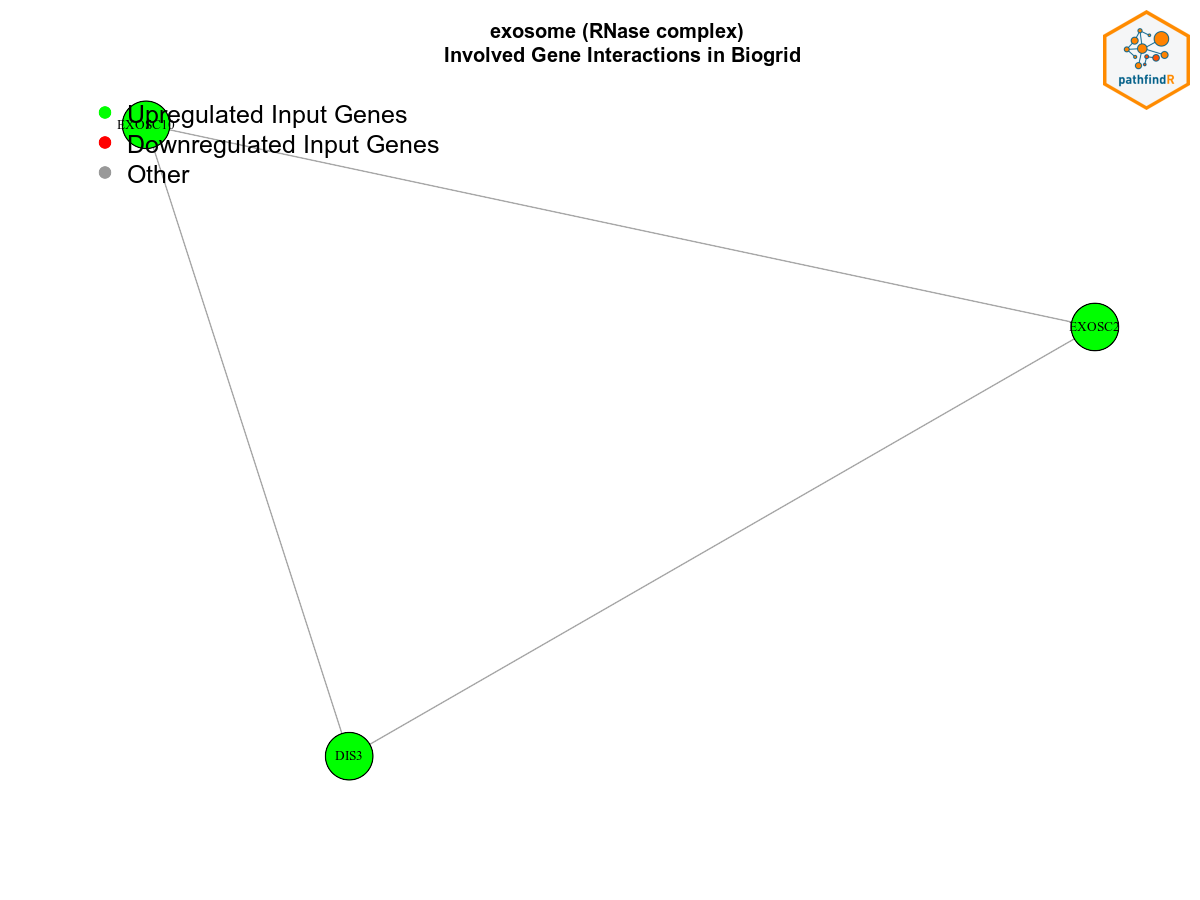 exosome (RNase complex)
Involved Gene Interactions in Biogrid
pathfindR
Upregulated Input Genes
EXOSC10
Downregulated Input Genes
Other
EXOSC2
DIS3